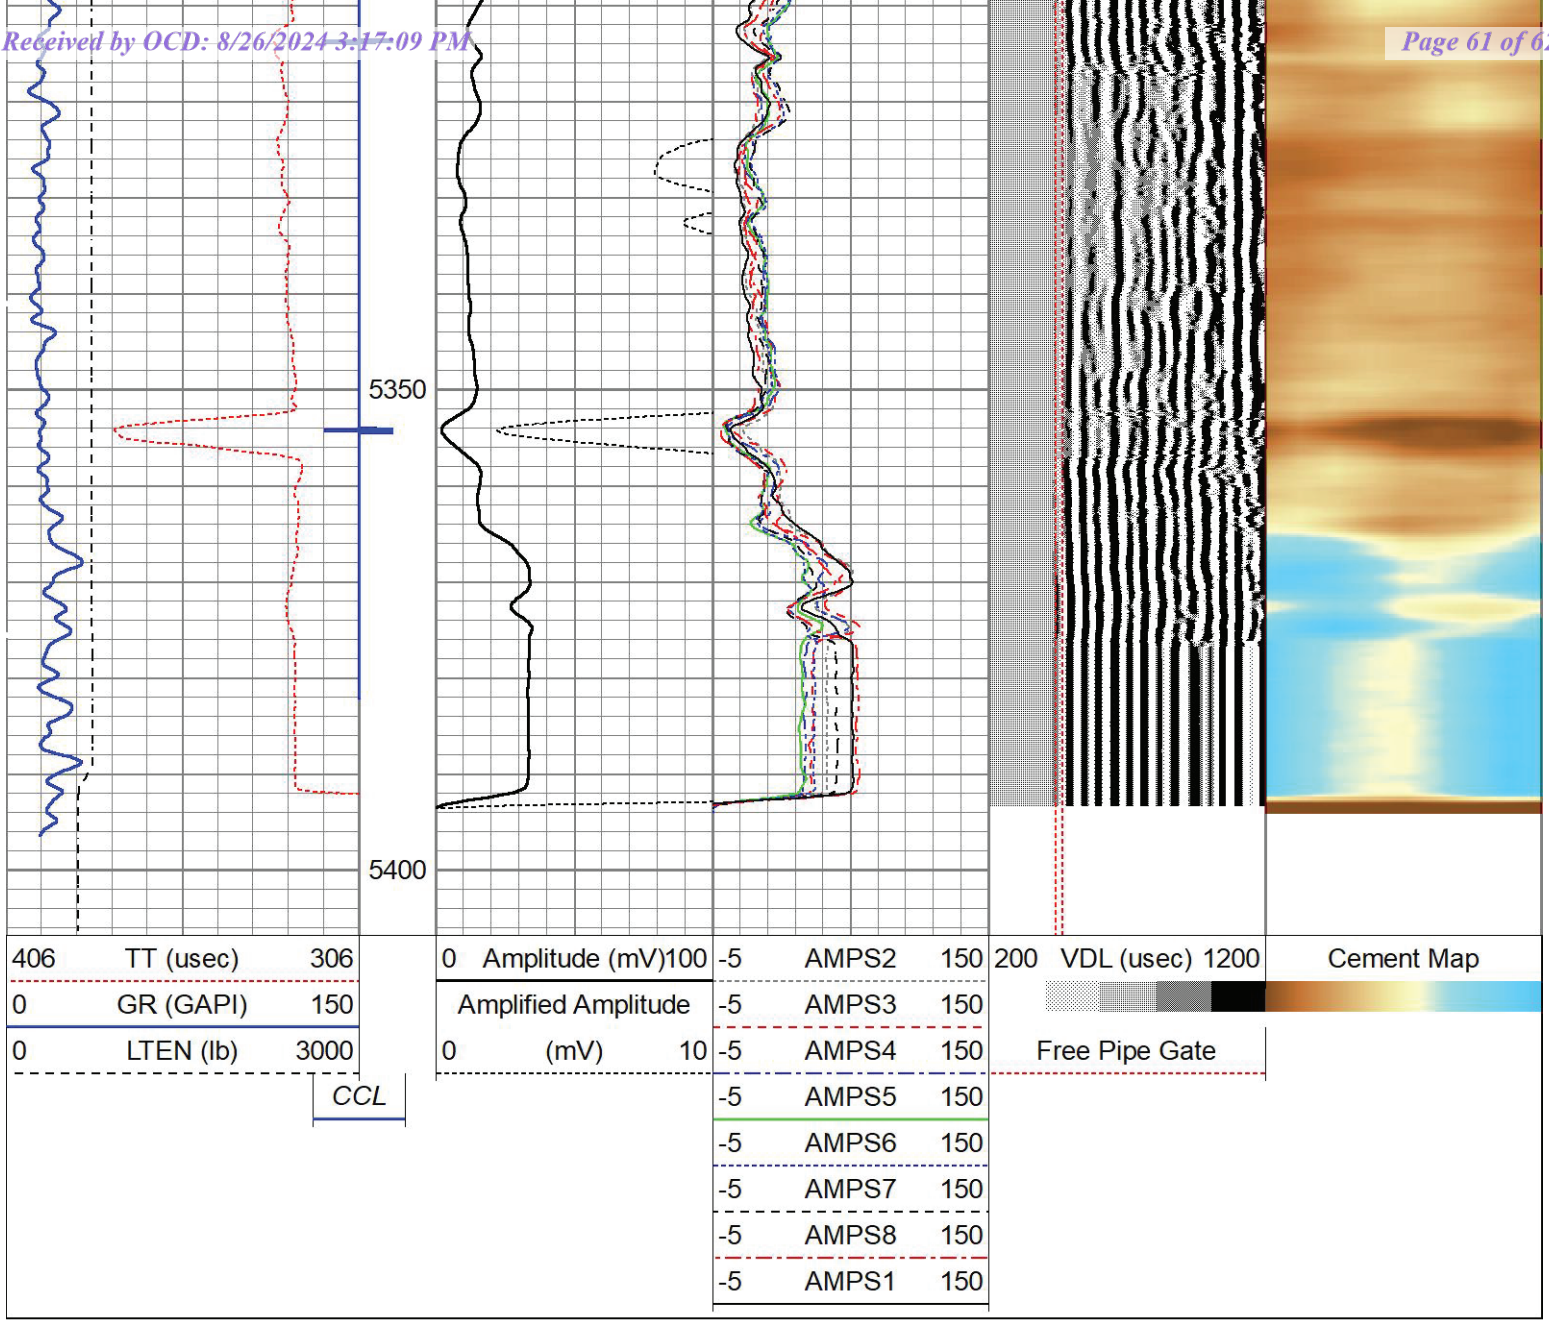 Received by OCD: 8/26/2024 3:17:09 PM
Page 61 of 62
5350
5400
406 TT (usec) 306
0 GR (GAPI) 150
0 LTEN (lb) 3000
CCL
0 Amplitude (mV)100
Amplified Amplitude
0 (mV) 10
-5 AMPS2 150
-5 AMPS3 150
-5 AMPS4 150
-5 AMPS5 150
-5 AMPS6 150
-5 AMPS7 150
-5 AMPS8 150
-5 AMPS1 150
200 VDL (usec) 1200
Free Pipe Gate
Cement Map